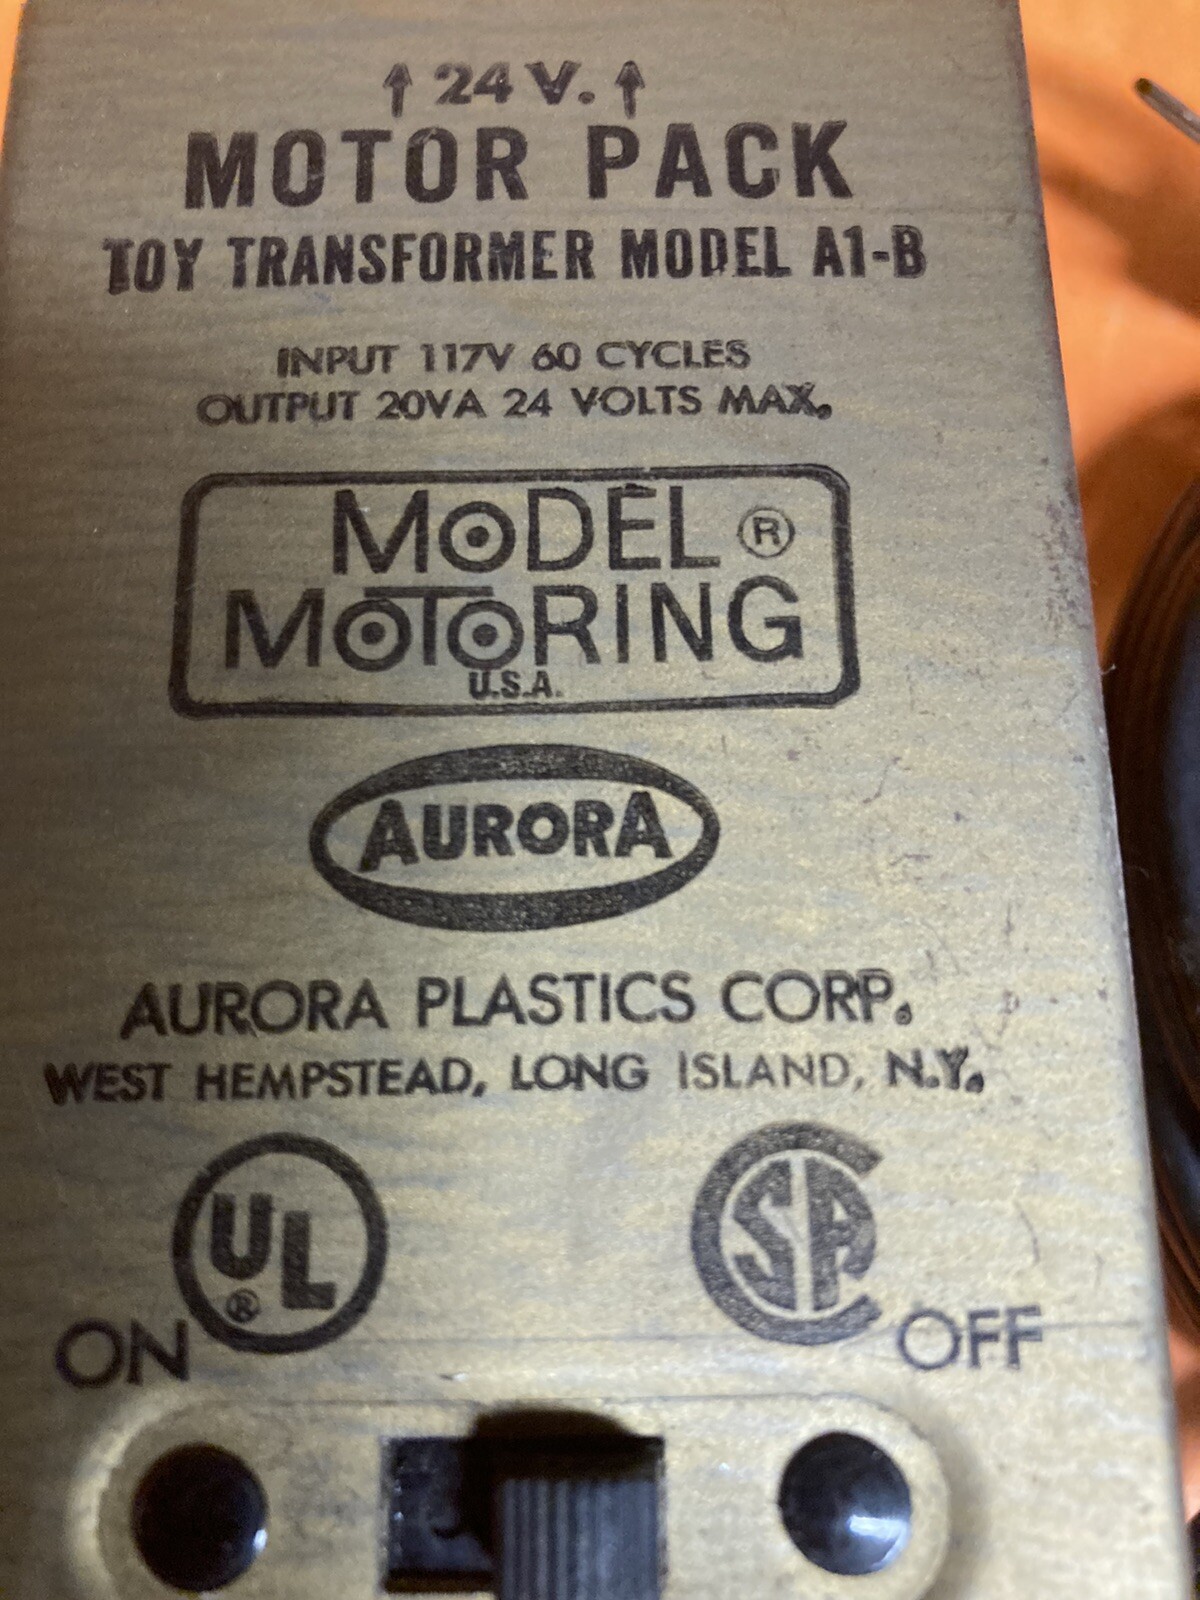 ↑ 24 V. ↑
MOTOR PACK
TOY TRANSFORMER MODEL A1-B
INPUT 117V 60 CYCLES
OUTPUT 20VA 24 VOLTS MAX.
MODEL ®
MOTORING
U.S.A.
AURORA
AURORA PLASTICS CORP.
WEST HEMPSTEAD, LONG ISLAND, N.Y.
UL ® CSA
ON OFF